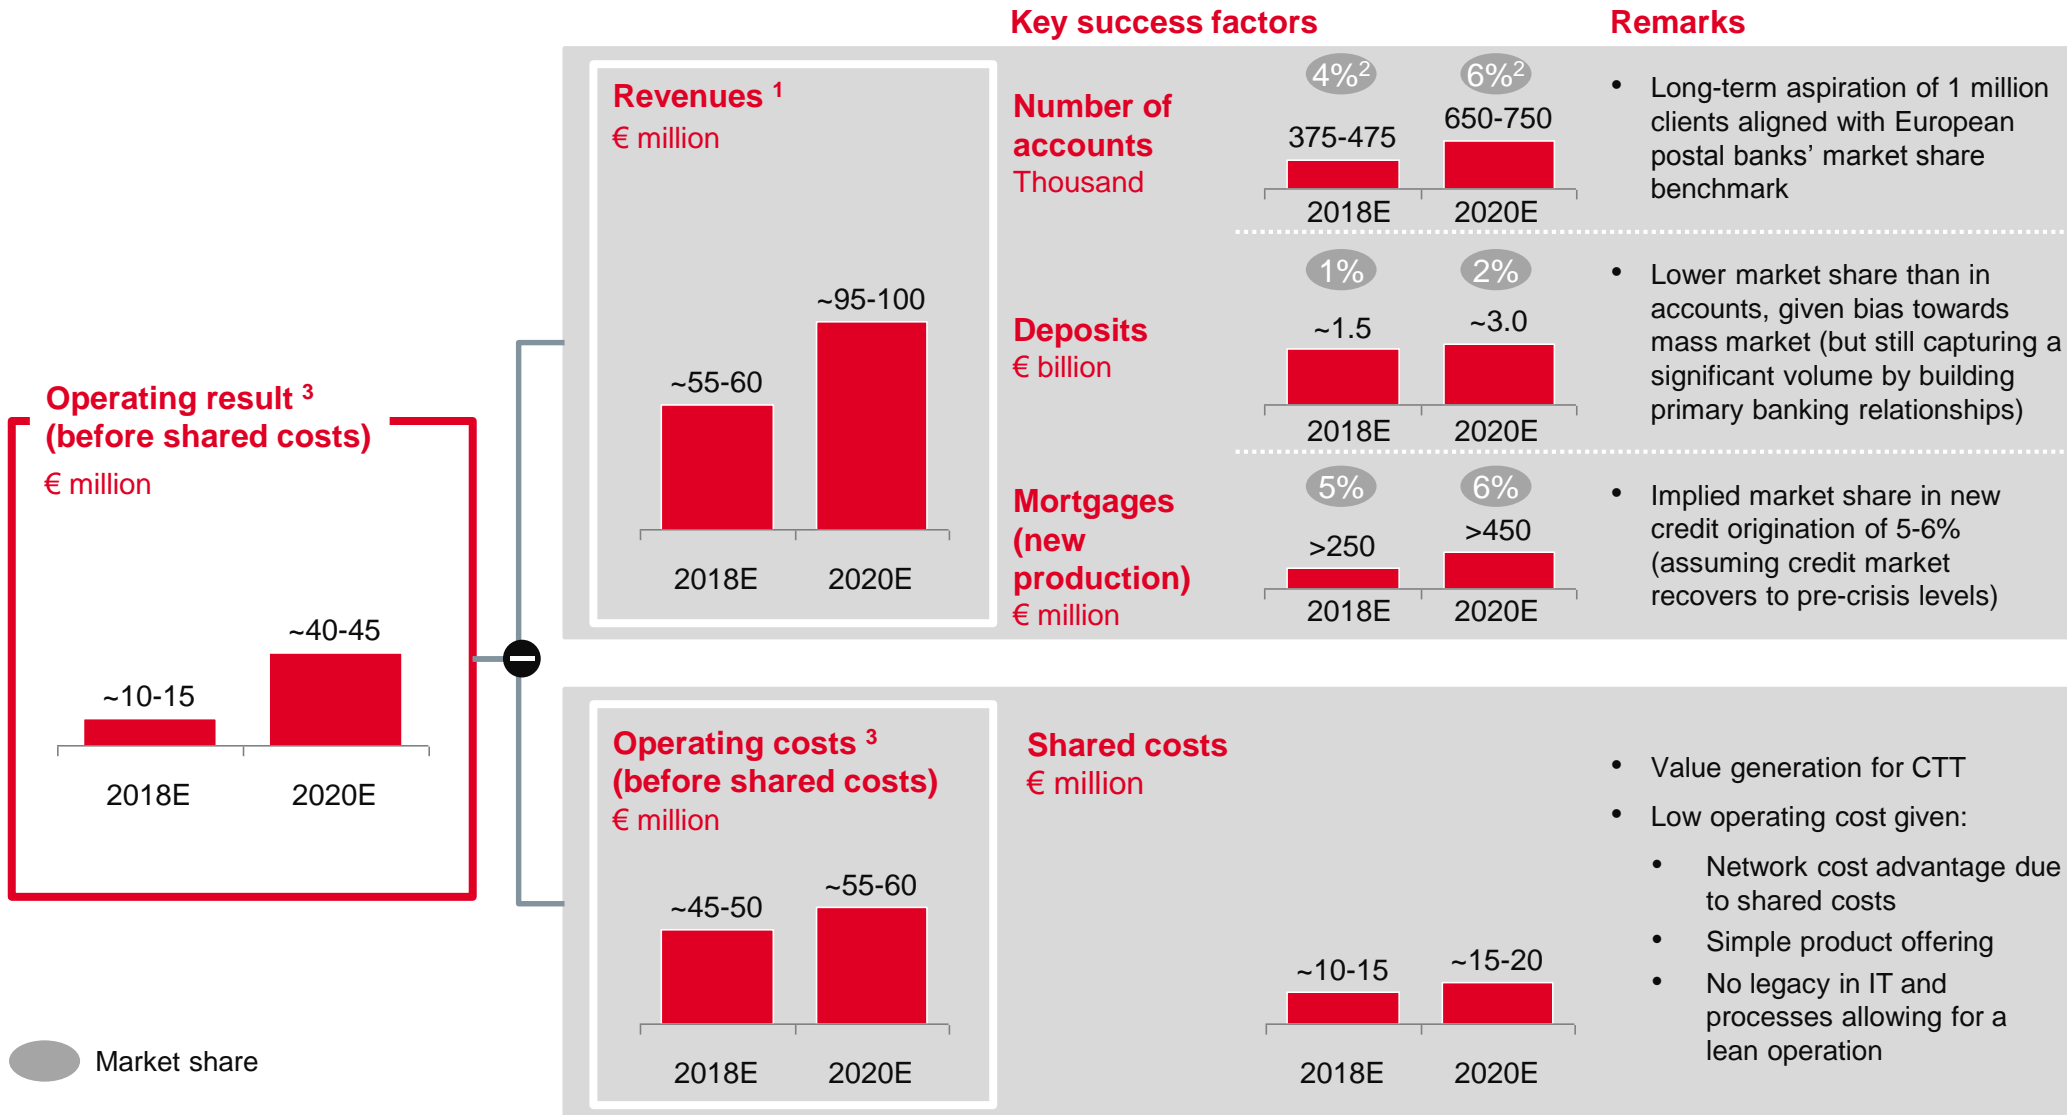 Key success factors
Remarks
Revenues 1
€ million
~55-60
~95-100
2018E
2020E
Number of
accounts
Thousand
4%2
6%2
375-475
650-750
2018E
2020E
• Long-term aspiration of 1 million
clients aligned with European
postal banks’ market share
benchmark
Deposits
€ billion
1%
2%
~1.5
~3.0
2018E
2020E
• Lower market share than in
accounts, given bias towards
mass market (but still capturing a
significant volume by building
primary banking relationships)
Mortgages
(new
production)
€ million
5%
6%
>250
>450
2018E
2020E
• Implied market share in new
credit origination of 5-6%
(assuming credit market
recovers to pre-crisis levels)
Operating result 3
(before shared costs)
€ million
~10-15
~40-45
2018E
2020E
Operating costs 3
(before shared costs)
€ million
~45-50
~55-60
2018E
2020E
Shared costs
€ million
~10-15
~15-20
2018E
2020E
• Value generation for CTT
• Low operating cost given:
• Network cost advantage due
to shared costs
• Simple product offering
• No legacy in IT and
processes allowing for a
lean operation
Market share